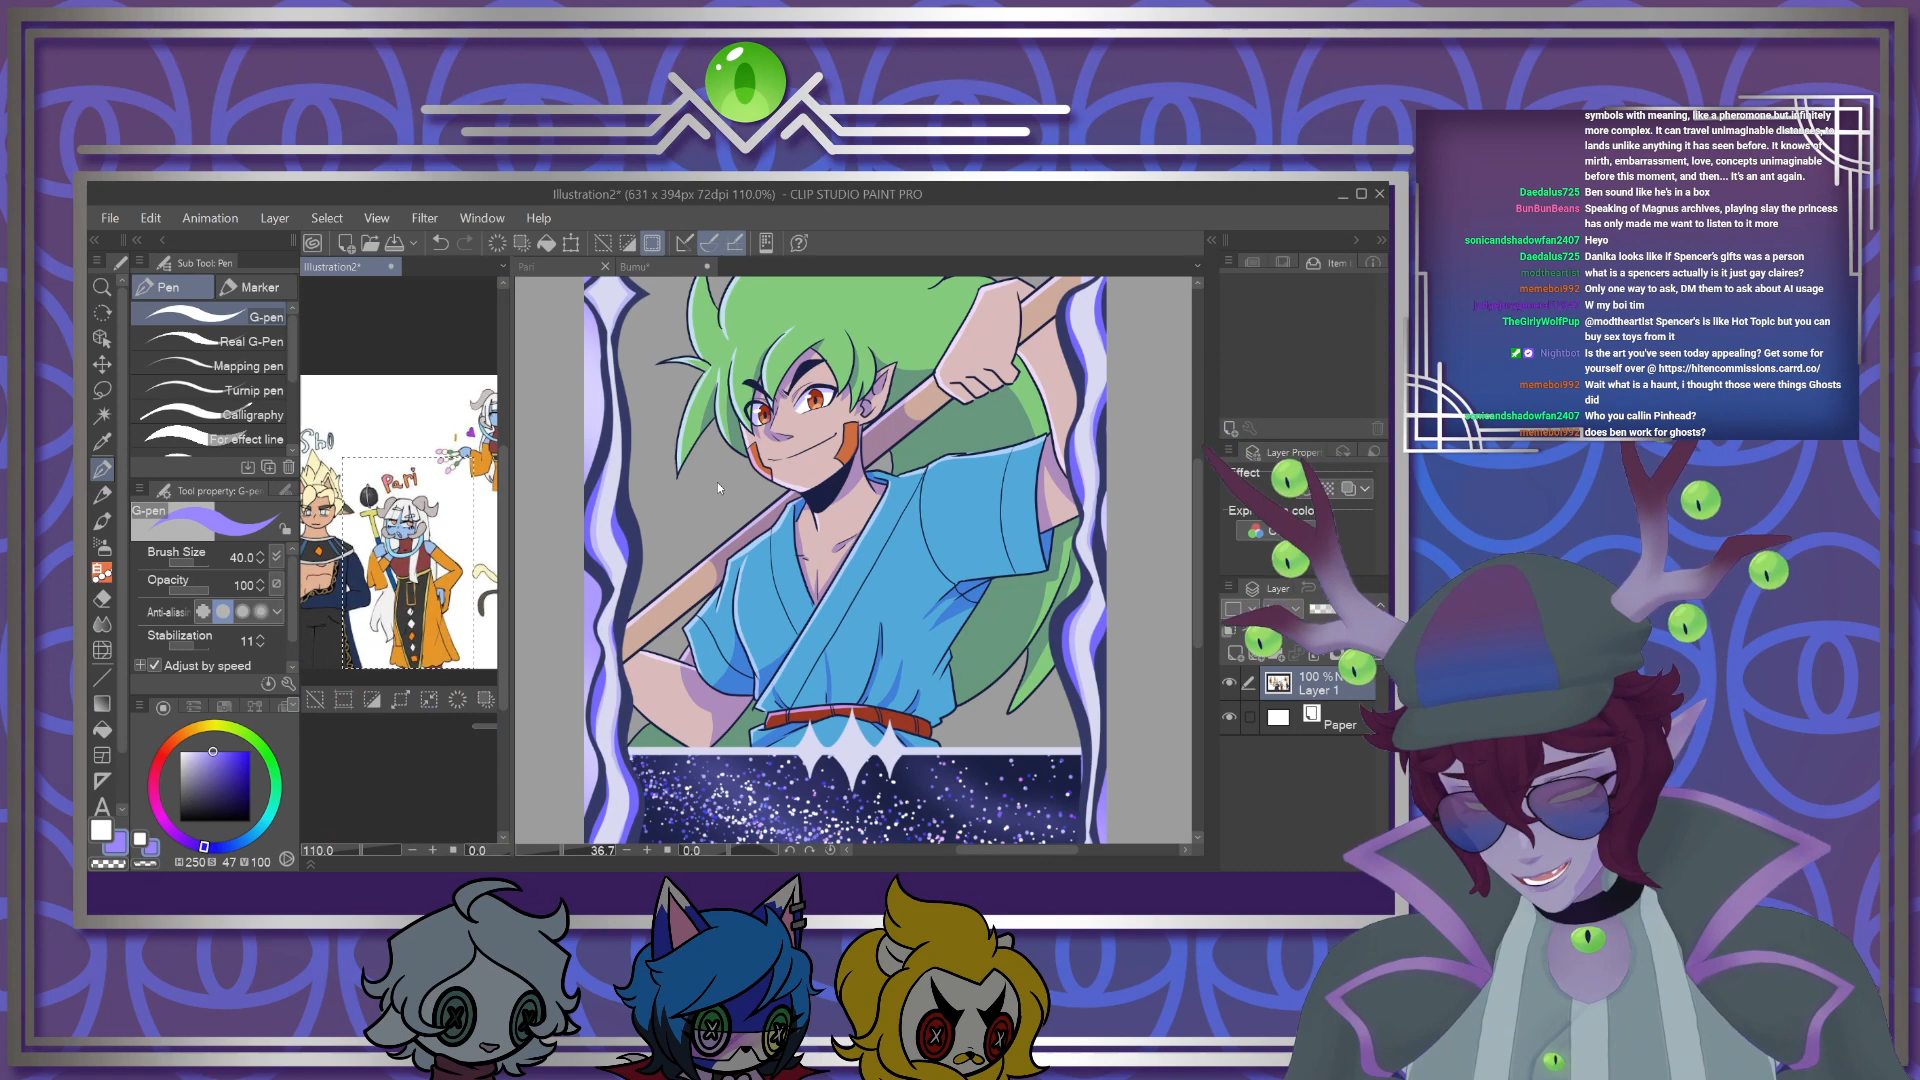 symbols with meaning, like a pheromone but infinitely
more complex. It can travel unimaginable distances, to
lands unlike anything it has seen before. It knows of
mirth, embarrassment, love, concepts unimaginable
before this moment, and then... It's an ant again.
Daedalus725 Ben sound like he's in a box
BunBunBeans Speaking of Magnus archives, playing slay the princess
has only made me want to listen to it more
sonicandshadowfan2407 Heyo
Daedalus725 Danika looks like if Spencer's gifts was a person
modtheartist what is a spencers actually is it just gay claires?
memeboi992 Only one way to ask, DM them to ask about AI usage
W my boi tim
TheGirlyWolfPup @modtheartist Spencer's is like Hot Topic but you can
buy sex toys from it
Nightbot Is the art you've seen today appealing? Get some for
yourself over @ https://hitencommissions.carrd.co/
memeboi992 Wait what is a haunt, i thought those were things Ghosts
did
sonicandshadowfan2407 Who you callin Pinhead?
memeboi992 does ben work for ghosts?
Illustration2* (631 x 394px 72dpi 110.0%) - CLIP STUDIO PAINT PRO
File Edit Animation Layer Select View Filter Window Help
Sub Tool: Pen
Illustration2*
Pari
Bumu*
Item
Pen
Marker
G-pen
Real G-Pen
Mapping pen
Turnip pen
Calligraphy
For effect line
Tool property: G-pen
G-pen
Brush Size 40.0
Opacity 100
Anti-aliasi
Stabilization 11
Adjust by speed
H 250 S 47 V 100
Pari
110.0
0.0
36.7
0.0
Layer Proper
Effect
Layer
100 % N
Layer 1
Paper
A